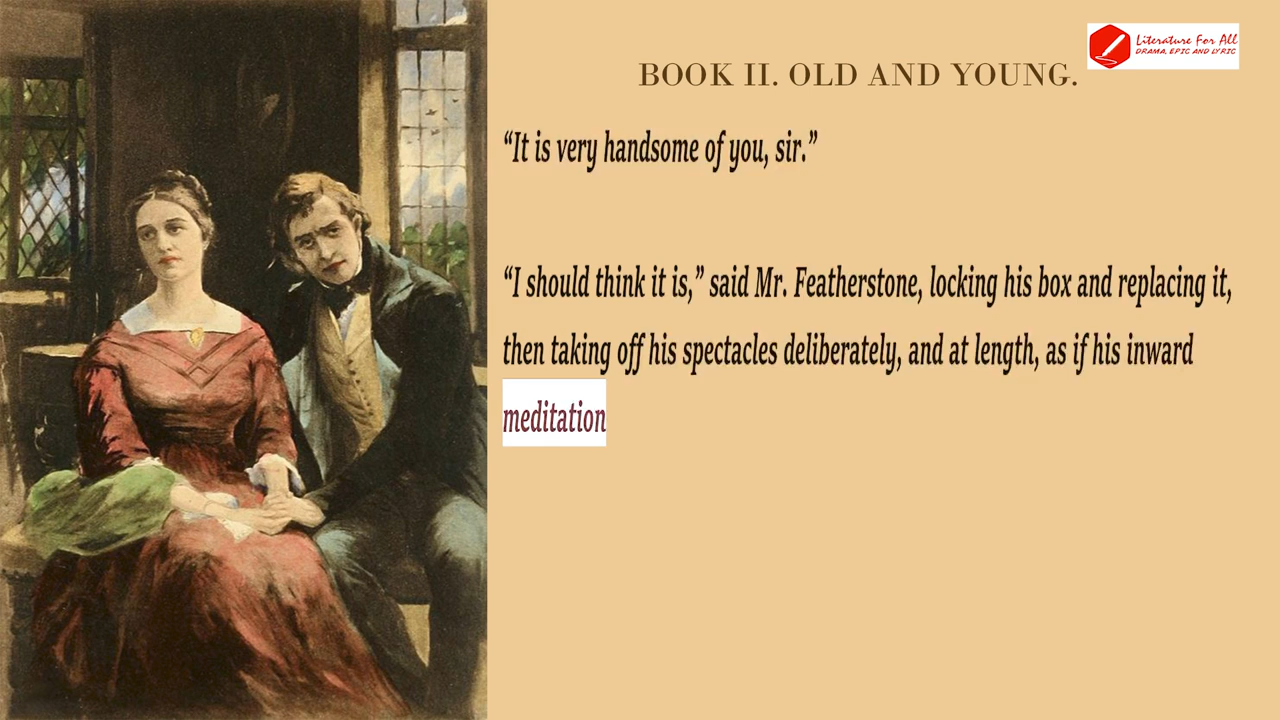 Literature For All
DRAMA, EPIC AND LYRIC
BOOK II. OLD AND YOUNG.
“It is very handsome of you, sir.”
“I should think it is,” said Mr. Featherstone, locking his box and replacing it,
then taking off his spectacles deliberately, and at length, as if his inward
meditation